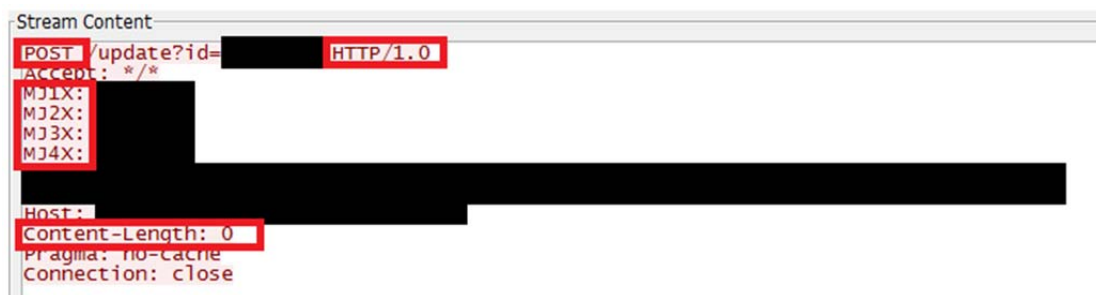 Stream Content
POST /update?id= HTTP/1.0
Accept: */*
MJ1X:
MJ2X:
MJ3X:
MJ4X:
Host:
Content-Length: 0
Pragma: no-cache
Connection: close